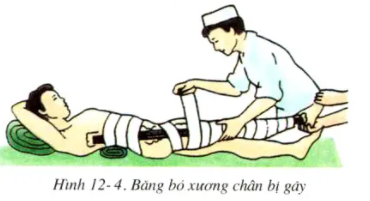 Hình 12- 4. Băng bó xương chân bị gãy